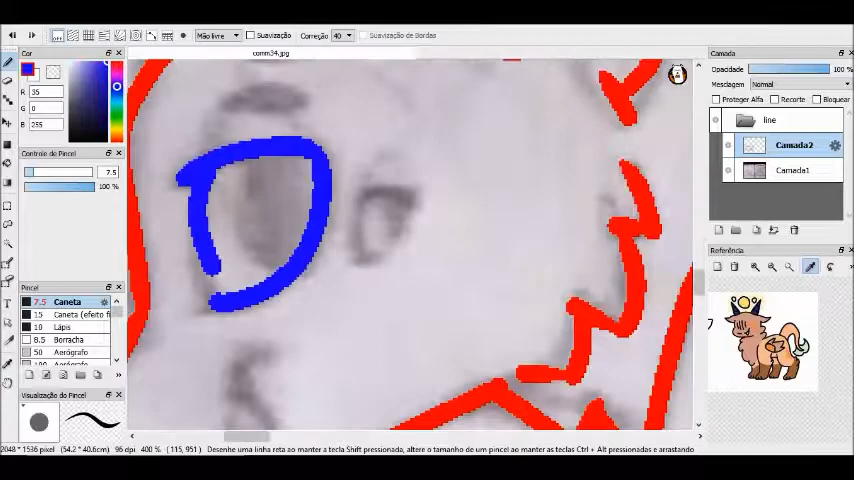 OFF
Mão livre
Suavização
Correção 40
Suavização de Bordas
comm34.jpg
Cor
R 35
G 0
B 255
Controle de Pincel
7.5
100 %
Pincel
7.5 Caneta
15 Caneta (efeito fi
10 Lápis
8.5 Borracha
50 Aerógrafo
100 Aerógrafo
Visualização do Pincel
Camada
Opacidade 100 %
Mesclagem Normal
Proteger Alfa Recorte Bloquear
line
Camada2
Camada1
Referência
2048 * 1536 pixel (54.2 * 40.6cm) 96 dpi 400 % (115, 951) Desenhe uma linha reta ao manter a tecla Shift pressionada, altere o tamanho de um pincel ao manter as teclas Ctrl + Alt pressionadas e arrastando